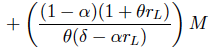 + \left( \frac{(1-\alpha)(1+\theta r_L)}{\theta(\delta - \alpha r_L)} \right) M